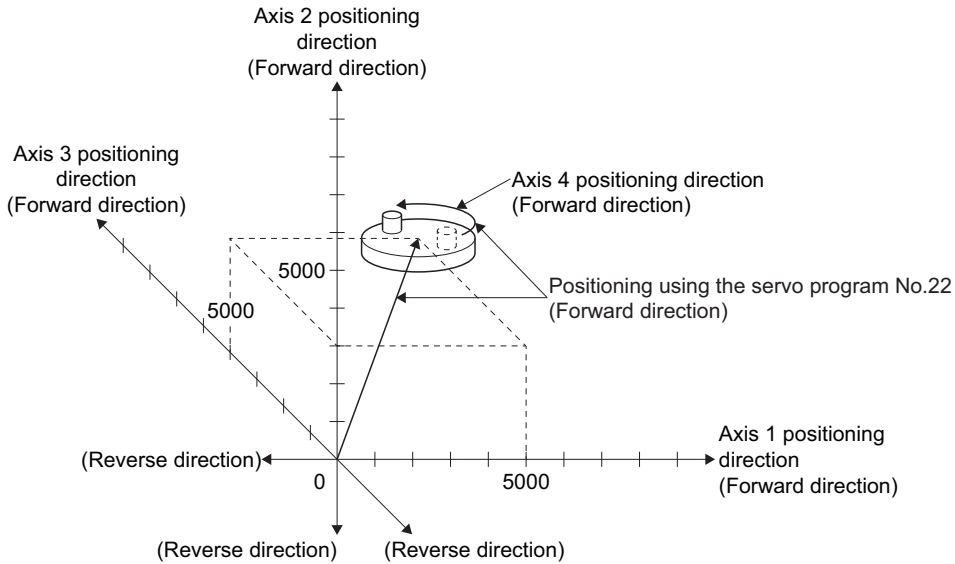 Axis 2 positioning
direction
(Forward direction)
Axis 3 positioning
direction
(Forward direction)
Axis 4 positioning direction
(Forward direction)
5000
Positioning using the servo program No.22
(Forward direction)
5000
Axis 1 positioning
direction
(Forward direction)
(Reverse direction)
0
5000
(Reverse direction)
(Reverse direction)